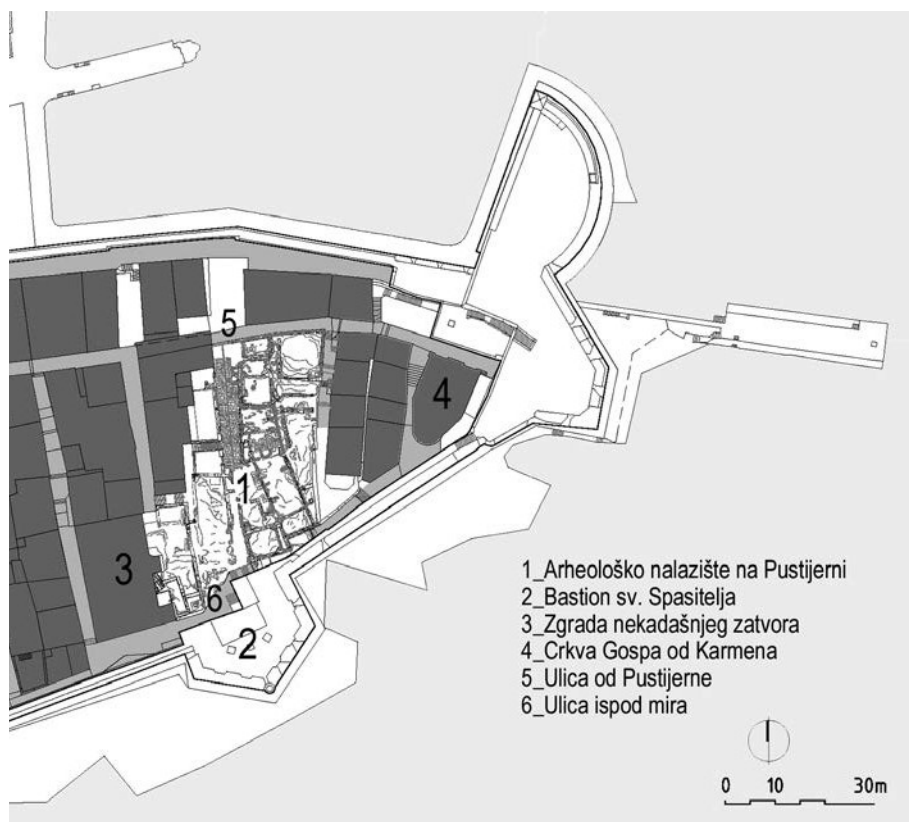 5
4
1
3
6
2
1_Arheološko nalazište na Pustijerni
2_Bastion sv. Spasitelja
3_Zgrada nekadašnjeg zatvora
4_Crkva Gospa od Karmena
5_Ulica od Pustijerne
6_Ulica ispod mira
0 10 30m